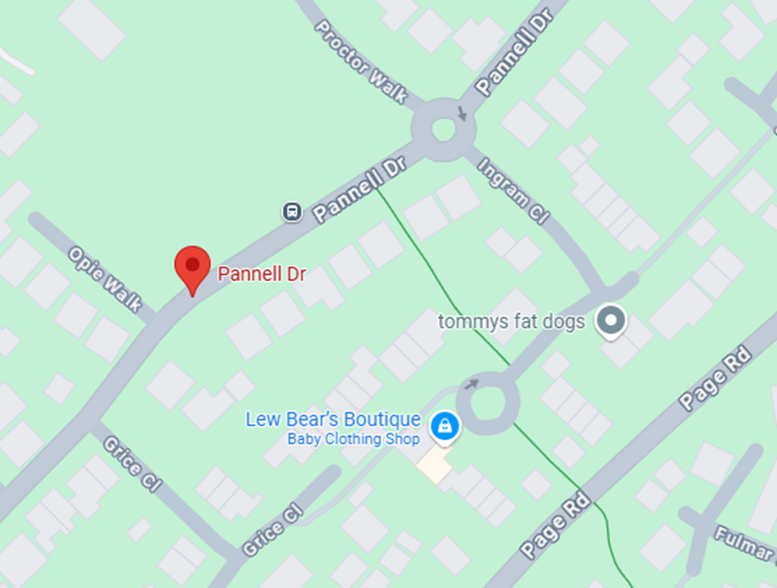 Proctor Walk
Pannell Dr
Pannell Dr
Ingram Cl
Opie Walk
Pannell Dr
tommys fat dogs
Page Rd
Lew Bear's Boutique
Baby Clothing Shop
Grice Cl
Grice Cl
Page Rd
Fulmar